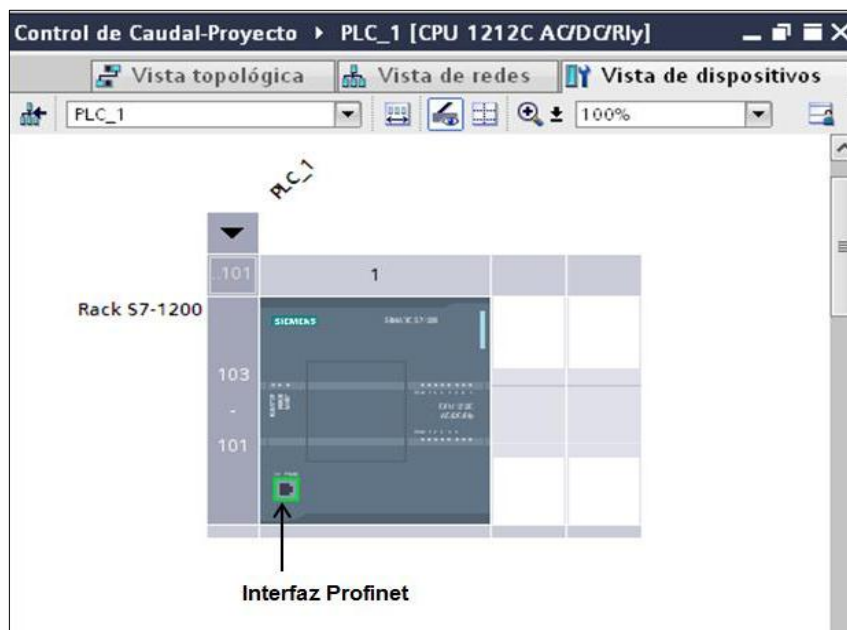 Control de Caudal-Proyecto ▸ PLC_1 [CPU 1212C AC/DC/Rly]
Vista topológica Vista de redes Vista de dispositivos
PLC_1 100%
PLC_1
..101 1
Rack S7-1200
SIEMENS SIMATIC S7-1200
103
-
101
Interfaz Profinet